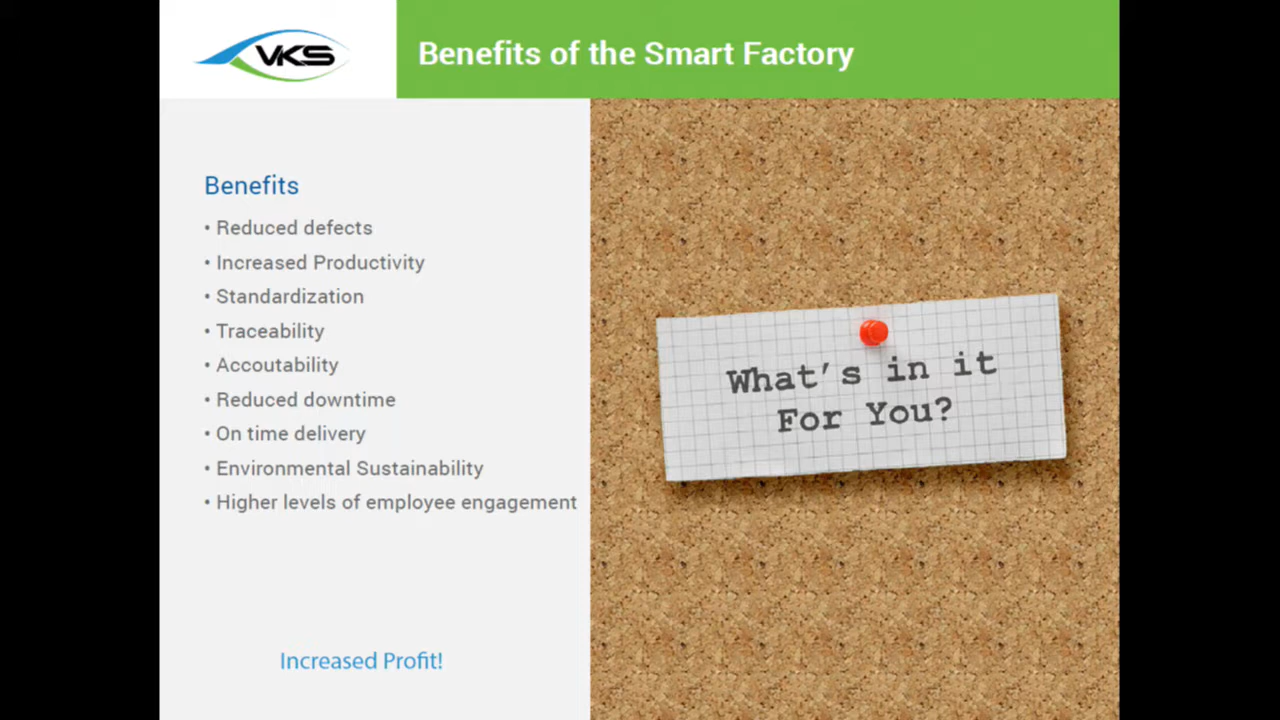 VKS
Benefits of the Smart Factory
Benefits
• Reduced defects
• Increased Productivity
• Standardization
• Traceability
• Accoutability
• Reduced downtime
• On time delivery
• Environmental Sustainability
• Higher levels of employee engagement
Increased Profit!
What's in it
For You?